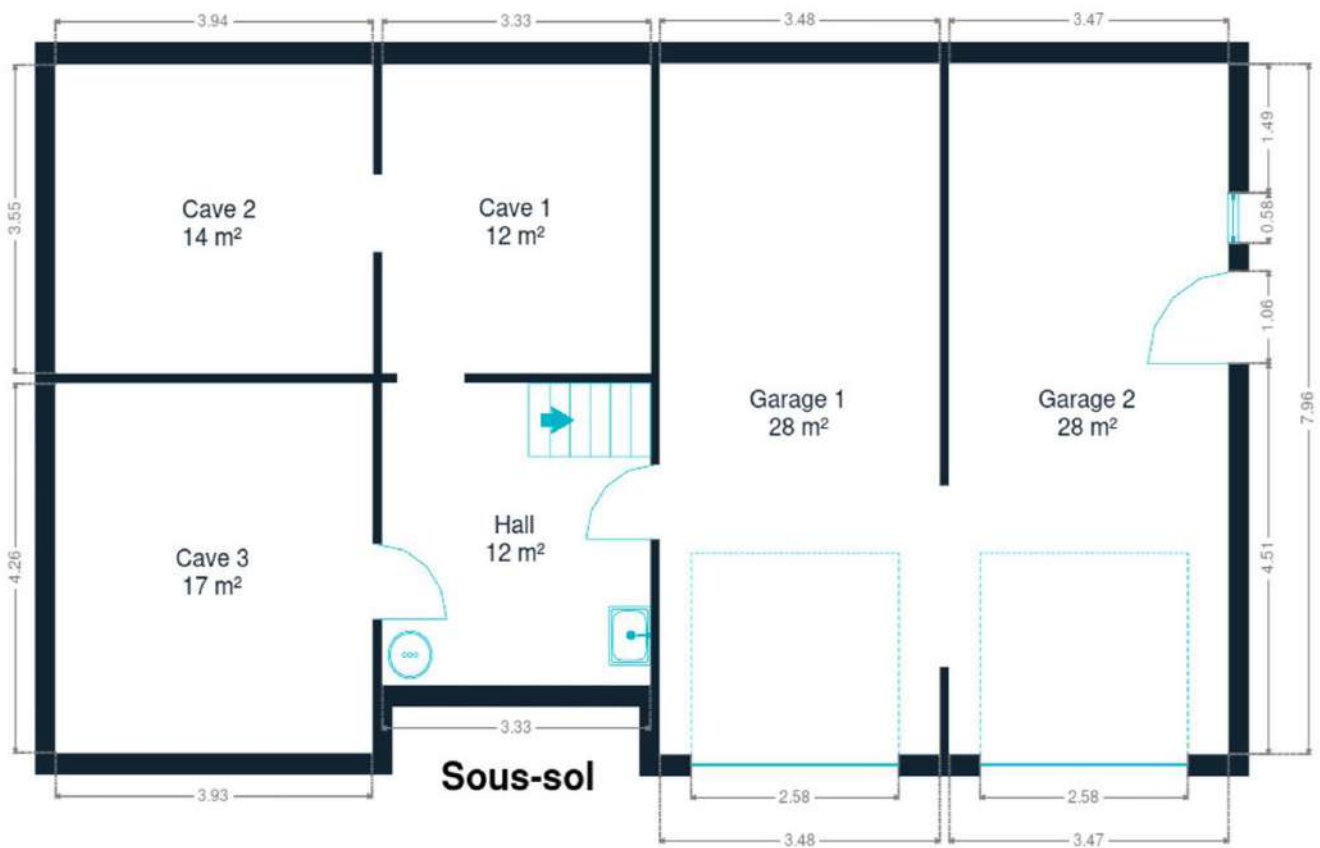 3.94
3.33
3.48
3.47
3.55
1.49
0.58
1.06
7.96
4.51
4.26
Cave 2
14 m²
Cave 1
12 m²
Garage 1
28 m²
Garage 2
28 m²
Hall
12 m²
Cave 3
17 m²
3.33
Sous-sol
3.93
2.58
2.58
3.48
3.47